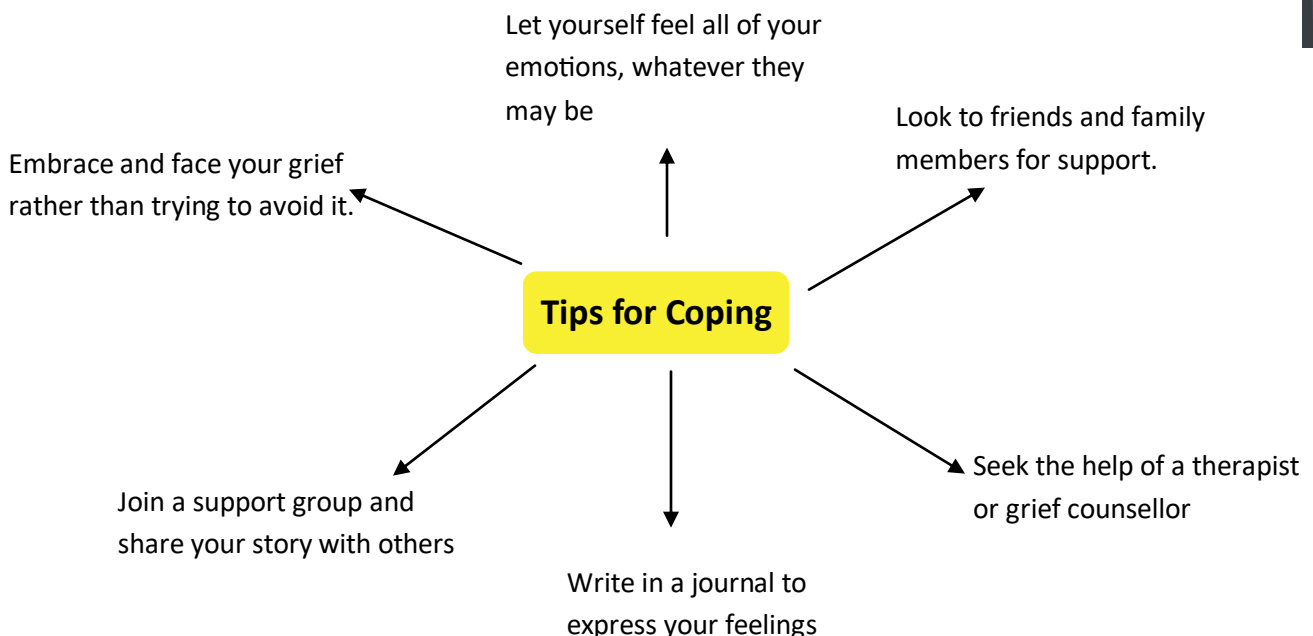 Let yourself feel all of your
emotions, whatever they
may be
Look to friends and family
members for support.
Embrace and face your grief
rather than trying to avoid it.
Tips for Coping
Seek the help of a therapist
or grief counsellor
Join a support group and
share your story with others
Write in a journal to
express your feelings